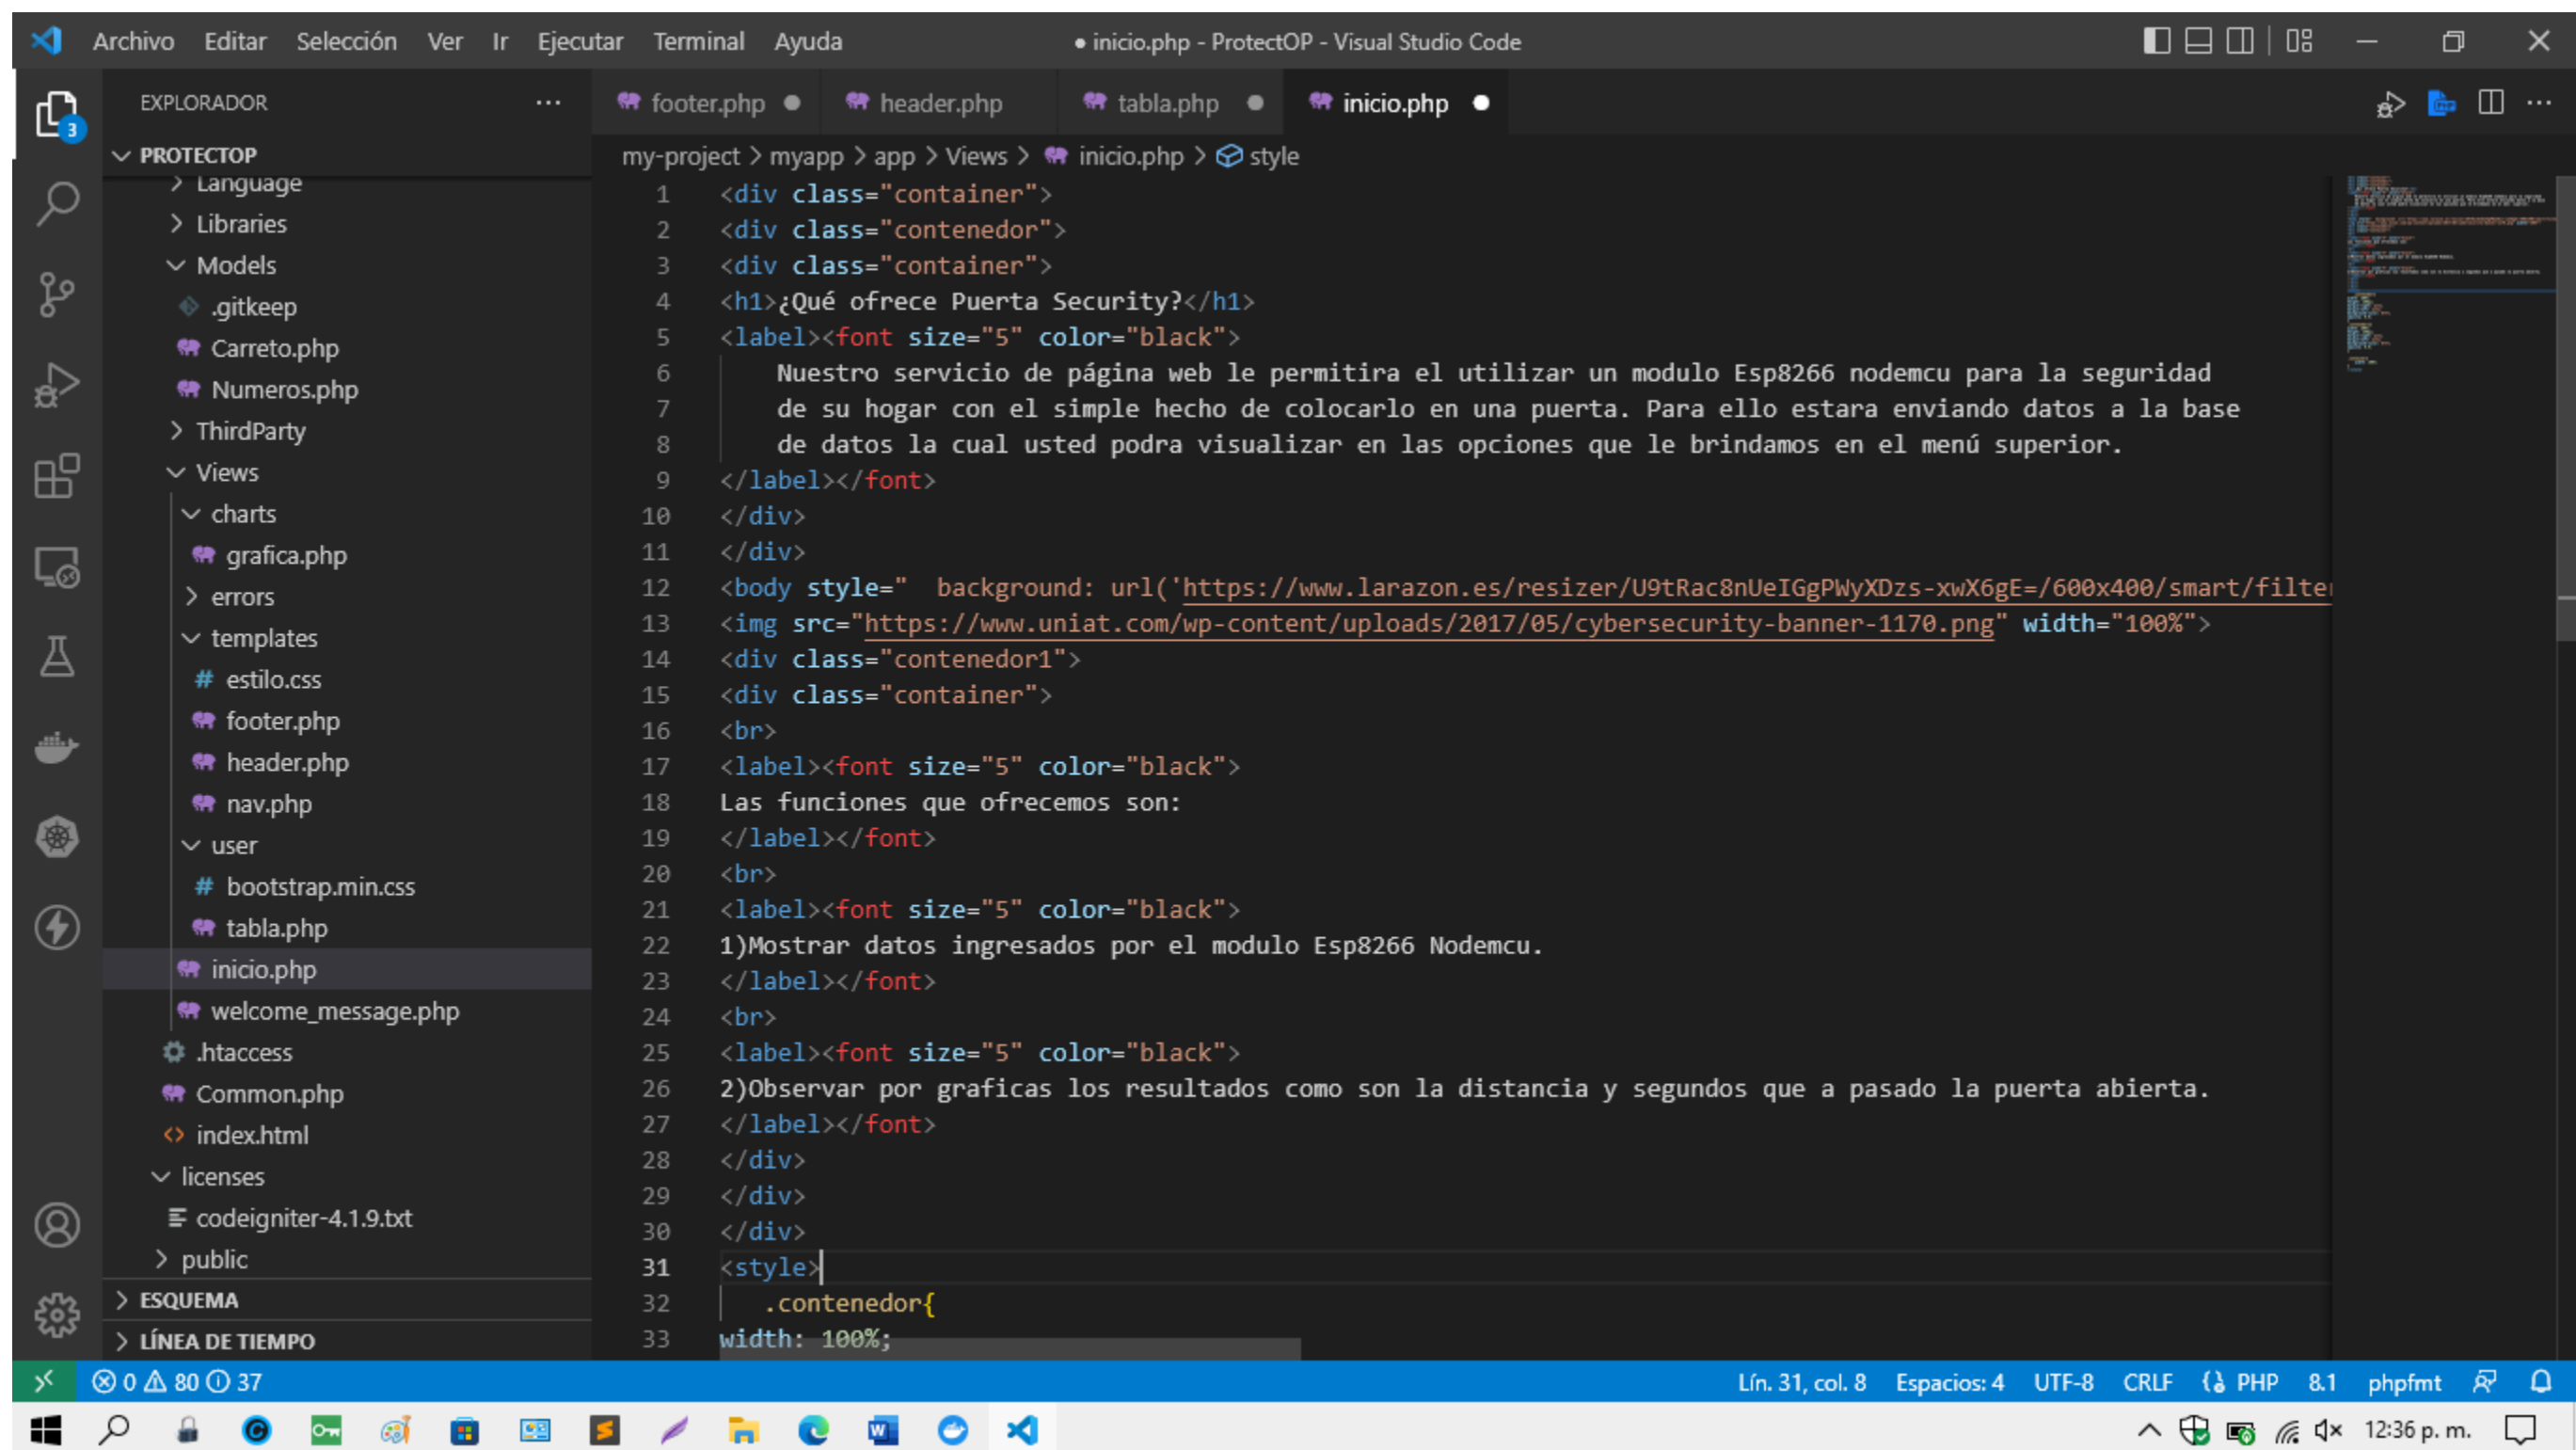 Archivo Editar Selección Ver Ir Ejecutar Terminal Ayuda
● inicio.php - ProtectOP - Visual Studio Code
EXPLORADOR
3
PROTECTOP
Language
Libraries
Models
.gitkeep
Carreto.php
Numeros.php
ThirdParty
Views
charts
grafica.php
errors
templates
estilo.css
footer.php
header.php
nav.php
user
bootstrap.min.css
tabla.php
inicio.php
welcome_message.php
.htaccess
Common.php
index.html
licenses
codeigniter-4.1.9.txt
public
ESQUEMA
LÍNEA DE TIEMPO
footer.php ● header.php tabla.php ● inicio.php ●
my-project > myapp > app > Views > inicio.php > style
1 <div class="container">
2 <div class="contenedor">
3 <div class="container">
4 <h1>¿Qué ofrece Puerta Security?</h1>
5 <label><font size="5" color="black">
6 Nuestro servicio de página web le permitira el utilizar un modulo Esp8266 nodemcu para la seguridad
7 de su hogar con el simple hecho de colocarlo en una puerta. Para ello estara enviando datos a la base
8 de datos la cual usted podra visualizar en las opciones que le brindamos en el menú superior.
9 </label></font>
10 </div>
11 </div>
12 <body style="  background: url('https://www.larazon.es/resizer/U9tRac8nUeIGgPWyXDzs-xwX6gE=/600x400/smart/filter
13 <img src="https://www.uniat.com/wp-content/uploads/2017/05/cybersecurity-banner-1170.png" width="100%">
14 <div class="contenedor1">
15 <div class="container">
16 <br>
17 <label><font size="5" color="black">
18 Las funciones que ofrecemos son:
19 </label></font>
20 <br>
21 <label><font size="5" color="black">
22 1)Mostrar datos ingresados por el modulo Esp8266 Nodemcu.
23 </label></font>
24 <br>
25 <label><font size="5" color="black">
26 2)Observar por graficas los resultados como son la distancia y segundos que a pasado la puerta abierta.
27 </label></font>
28 </div>
29 </div>
30 </div>
31 <style>
32 .contenedor{
33 width: 100%;
0 80 37
Lín. 31, col. 8 Espacios: 4 UTF-8 CRLF PHP 8.1 phpfmt
12:36 p. m.